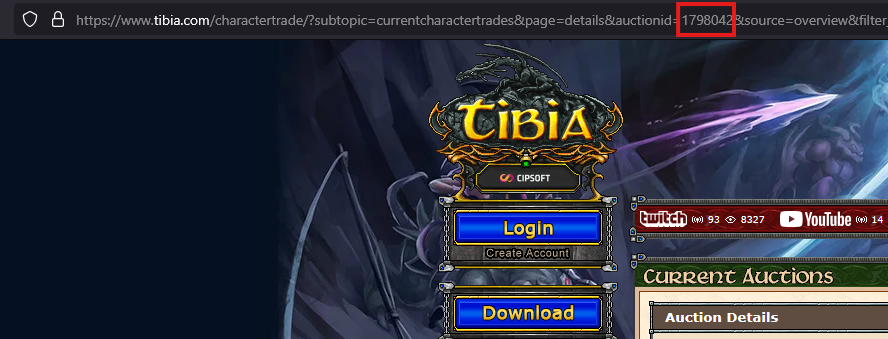 https://www.tibia.com/charactertrade/?subtopic=currentcharactertrades&page=details&auctionid=1798042&source=overview&filter_
TIBIA
CIPSOFT
Login
Create Account
twitch 93 8327 YouTube 14
Current Auctions
Download
Auction Details